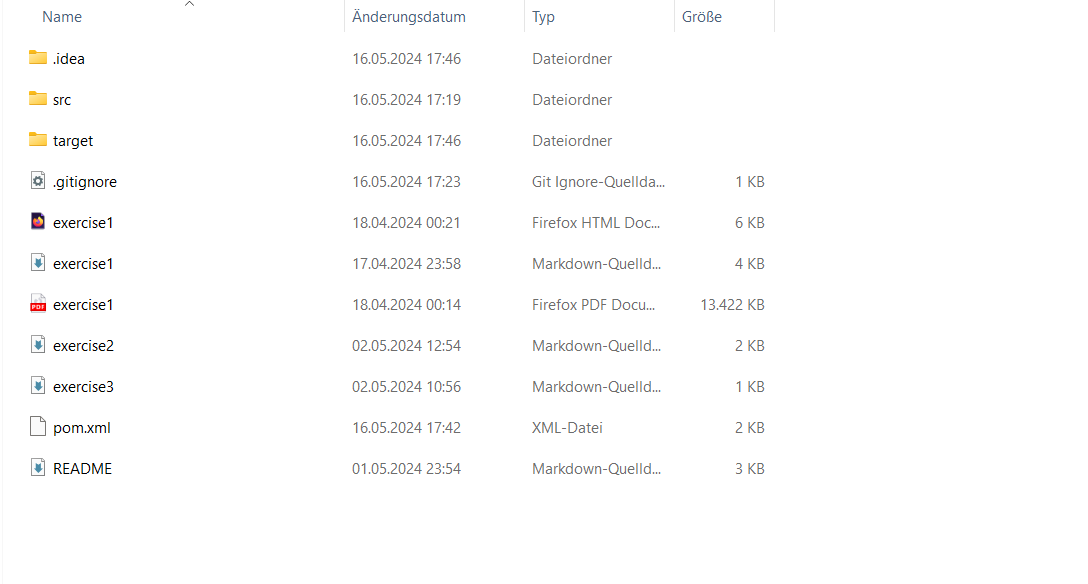 Name Änderungsdatum Typ Größe
.idea 16.05.2024 17:46 Dateiordner
src 16.05.2024 17:19 Dateiordner
target 16.05.2024 17:46 Dateiordner
.gitignore 16.05.2024 17:23 Git Ignore-Quellda... 1 KB
exercise1 18.04.2024 00:21 Firefox HTML Doc... 6 KB
exercise1 17.04.2024 23:58 Markdown-Quelld... 4 KB
PDF exercise1 18.04.2024 00:14 Firefox PDF Docu... 13.422 KB
exercise2 02.05.2024 12:54 Markdown-Quelld... 2 KB
exercise3 02.05.2024 10:56 Markdown-Quelld... 1 KB
pom.xml 16.05.2024 17:42 XML-Datei 2 KB
README 01.05.2024 23:54 Markdown-Quelld... 3 KB